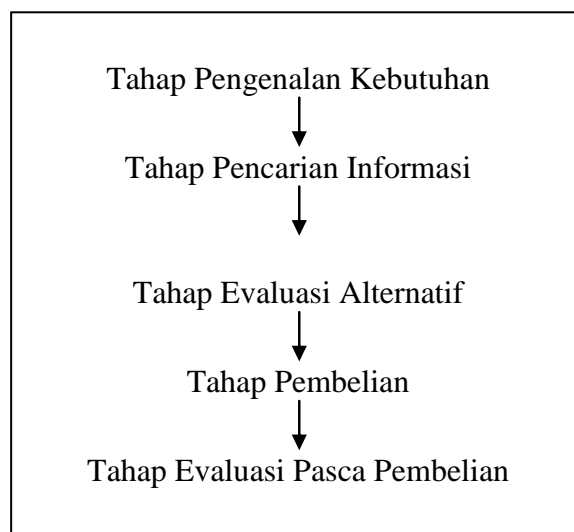 Tahap Pengenalan Kebutuhan
Tahap Pencarian Informasi
Tahap Evaluasi Alternatif
Tahap Pembelian
Tahap Evaluasi Pasca Pembelian